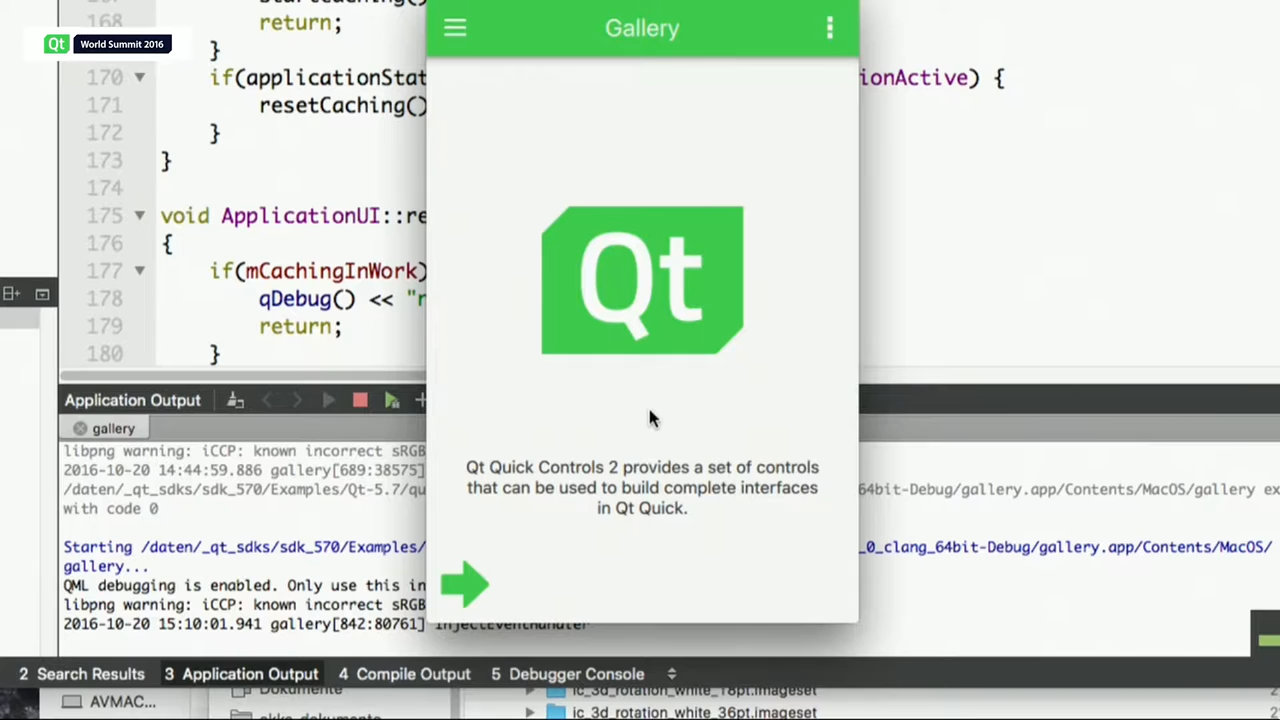 168
return;
Qt World Summit 2016
}
170 if(applicationStat
ionActive) {
171 resetCaching()
172 }
173 }
174
175 void ApplicationUI::re
176 {
177 if(mCachingInWork)
178 qDebug() << "r
179 return;
180 }
Gallery
Qt
Qt Quick Controls 2 provides a set of controls
that can be used to build complete interfaces
in Qt Quick.
Application Output
gallery
libpng warning: iCCP: known incorrect sRGB
2016-10-20 14:44:59.886 gallery[689:38575]
/daten/_qt_sdks/sdk_570/Examples/Qt-5.7/qu
64bit-Debug/gallery.app/Contents/MacOS/gallery ex
with code 0
Starting /daten/_qt_sdks/sdk_570/Examples/
_0_clang_64bit-Debug/gallery.app/Contents/MacOS/
gallery...
QML debugging is enabled. Only use this in
libpng warning: iCCP: known incorrect sRGB
2016-10-20 15:10:01.941 gallery[842:80761] injectEventHandler
2 Search Results 3 Application Output 4 Compile Output 5 Debugger Console
AVMAC...
Dokumente
ic_3d_rotation_white_18pt.imageset
ic_3d_rotation_white_36pt.imageset